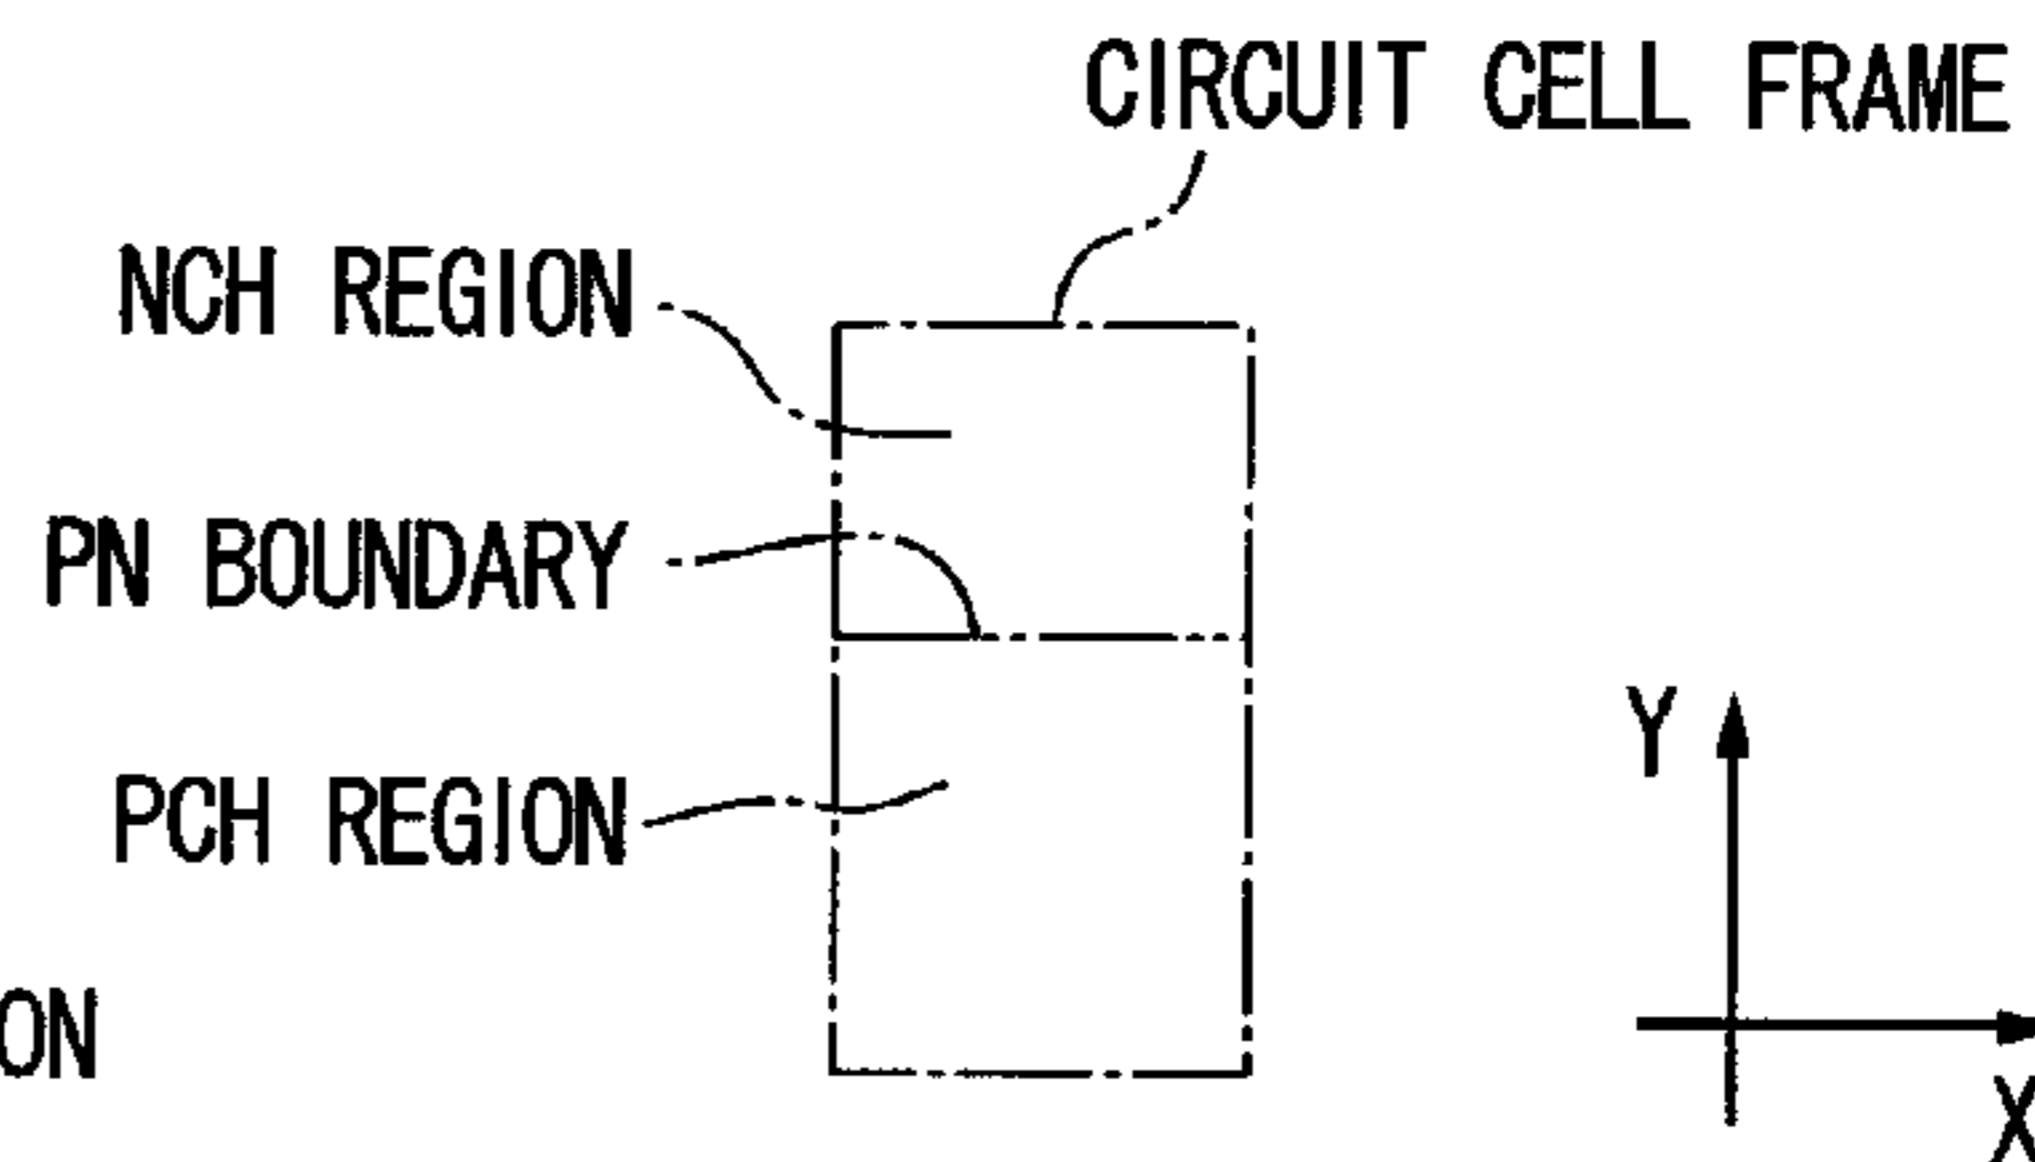 CIRCUIT CELL FRAME
NCH REGION
PN BOUNDARY
Y
PCH REGION
ON
X